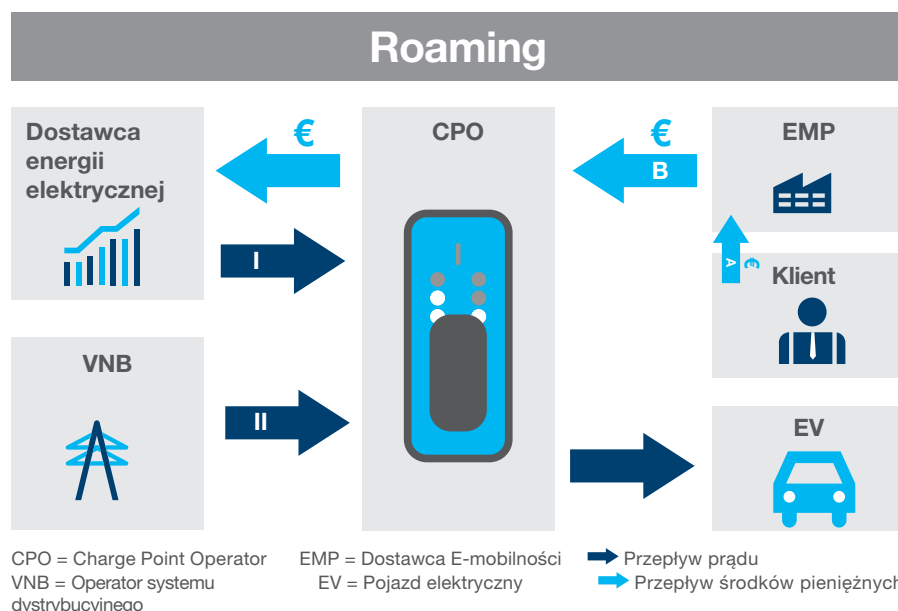 Roaming
Dostawca
energii
elektrycznej
€
I
VNB
II
CPO
€
B
EMP
A
€
Klient
EV
CPO = Charge Point Operator
VNB = Operator systemu
dystrybucyjnego
EMP = Dostawca E-mobilności
EV = Pojazd elektryczny
Przepływ prądu
Przepływ środków pieniężnych